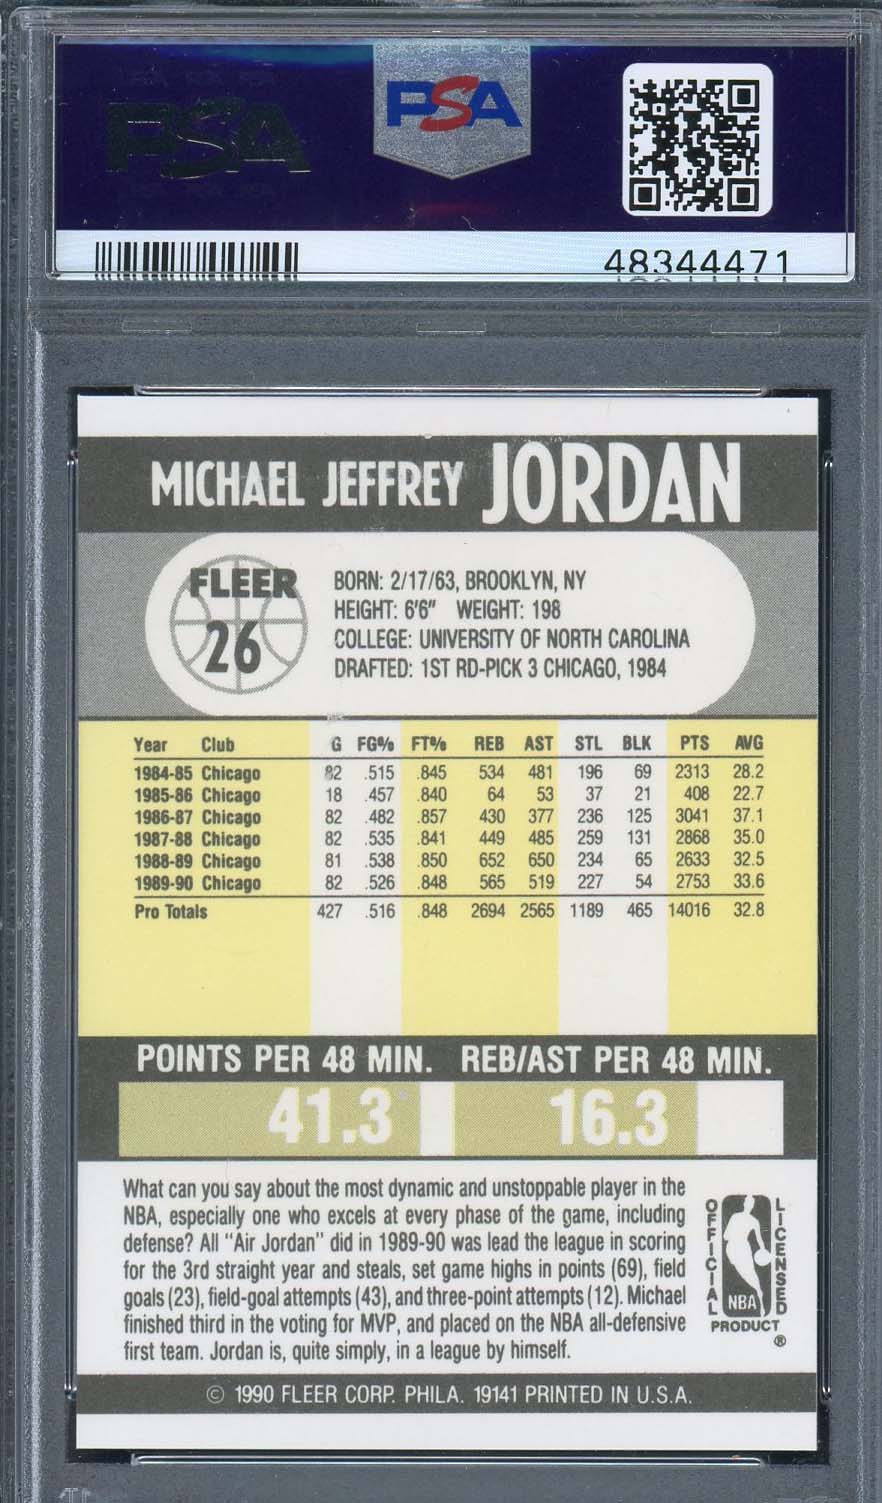 PSA
PSA
48344471
MICHAEL JEFFREY JORDAN
FLEER
26
BORN: 2/17/63, BROOKLYN, NY
HEIGHT: 6'6" WEIGHT: 198
COLLEGE: UNIVERSITY OF NORTH CAROLINA
DRAFTED: 1ST RD-PICK 3 CHICAGO, 1984
Year Club G FG% FT% REB AST STL BLK PTS AVG
1984-85 Chicago 82 .515 .845 534 481 196 69 2313 28.2
1985-86 Chicago 18 .457 .840 64 53 37 21 408 22.7
1986-87 Chicago 82 .482 .857 430 377 236 125 3041 37.1
1987-88 Chicago 82 .535 .841 449 485 259 131 2868 35.0
1988-89 Chicago 81 .538 .850 652 650 234 65 2633 32.5
1989-90 Chicago 82 .526 .848 565 519 227 54 2753 33.6
Pro Totals 427 .516 .848 2694 2565 1189 465 14016 32.8
POINTS PER 48 MIN. REB/AST PER 48 MIN.
41.3 16.3
What can you say about the most dynamic and unstoppable player in the
NBA, especially one who excels at every phase of the game, including
defense? All "Air Jordan" did in 1989-90 was lead the league in scoring
for the 3rd straight year and steals, set game highs in points (69), field
goals (23), field-goal attempts (43), and three-point attempts (12). Michael
finished third in the voting for MVP, and placed on the NBA all-defensive
first team. Jordan is, quite simply, in a league by himself.
OFFICIAL
LICENSED
NBA
PRODUCT
®
© 1990 FLEER CORP. PHILA. 19141 PRINTED IN U.S.A.